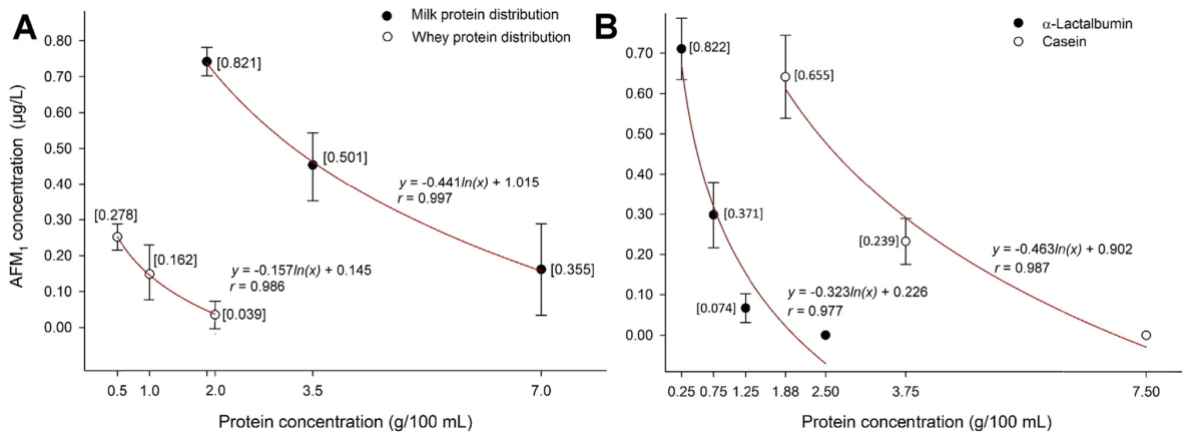 A
Milk protein distribution
Whey protein distribution
AFM₁ concentration (µg/L)
0.80
0.70
0.60
0.50
0.40
0.30
0.20
0.10
0.00
[0.821]
[0.501]
[0.355]
[0.278]
[0.162]
[0.039]
y = -0.441ln(x) + 1.015
r = 0.997
y = -0.157ln(x) + 0.145
r = 0.986
0.5 1.0 2.0 3.5 7.0
Protein concentration (g/100 mL)
B
α-Lactalbumin
Casein
0.70
0.60
0.50
0.40
0.30
0.20
0.10
0.00
[0.822]
[0.655]
[0.371]
[0.239]
[0.074]
y = -0.463ln(x) + 0.902
r = 0.987
y = -0.323ln(x) + 0.226
r = 0.977
0.25 0.75 1.25 1.88 2.50 3.75 7.50
Protein concentration (g/100 mL)